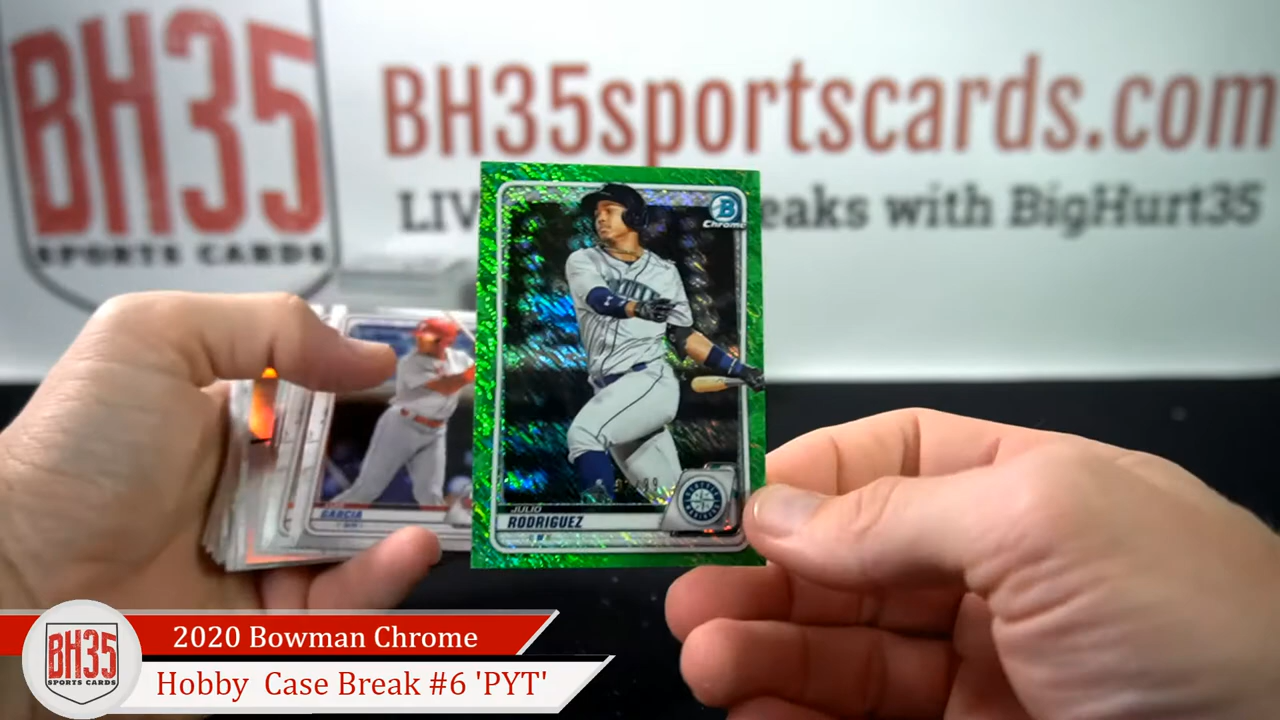 BH35
SPORTS CARDS
BH35sportscards.com
LIV eaks with BigHurt35
B
Chrome
JULIO
RODRIGUEZ
GARCIA
2020 Bowman Chrome
Hobby Case Break #6 'PYT'
BH35
SPORTS CARDS